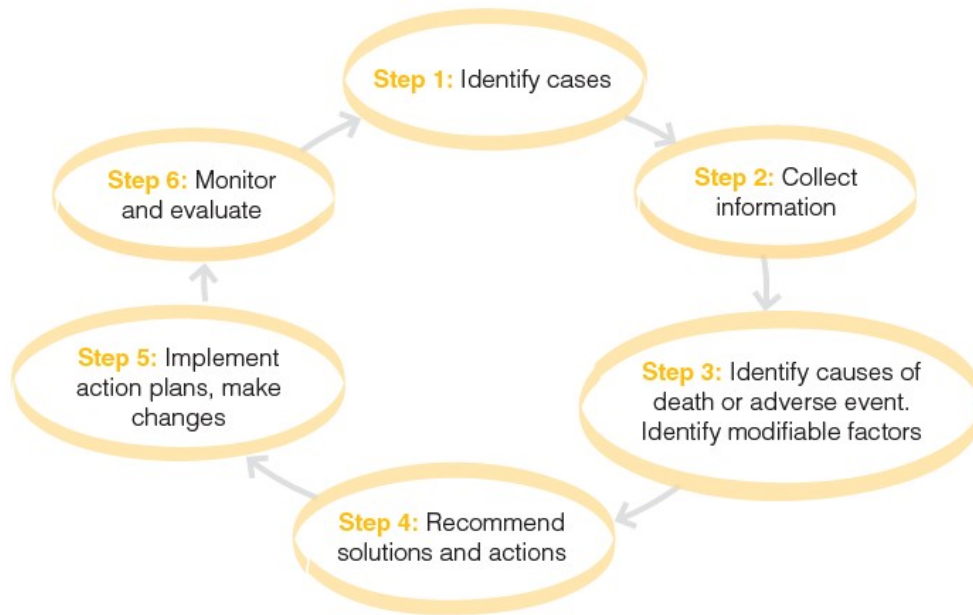 Step 1: Identify cases
Step 2: Collect
information
Step 3: Identify causes of
death or adverse event.
Identify modifiable factors
Step 4: Recommend
solutions and actions
Step 5: Implement
action plans, make
changes
Step 6: Monitor
and evaluate